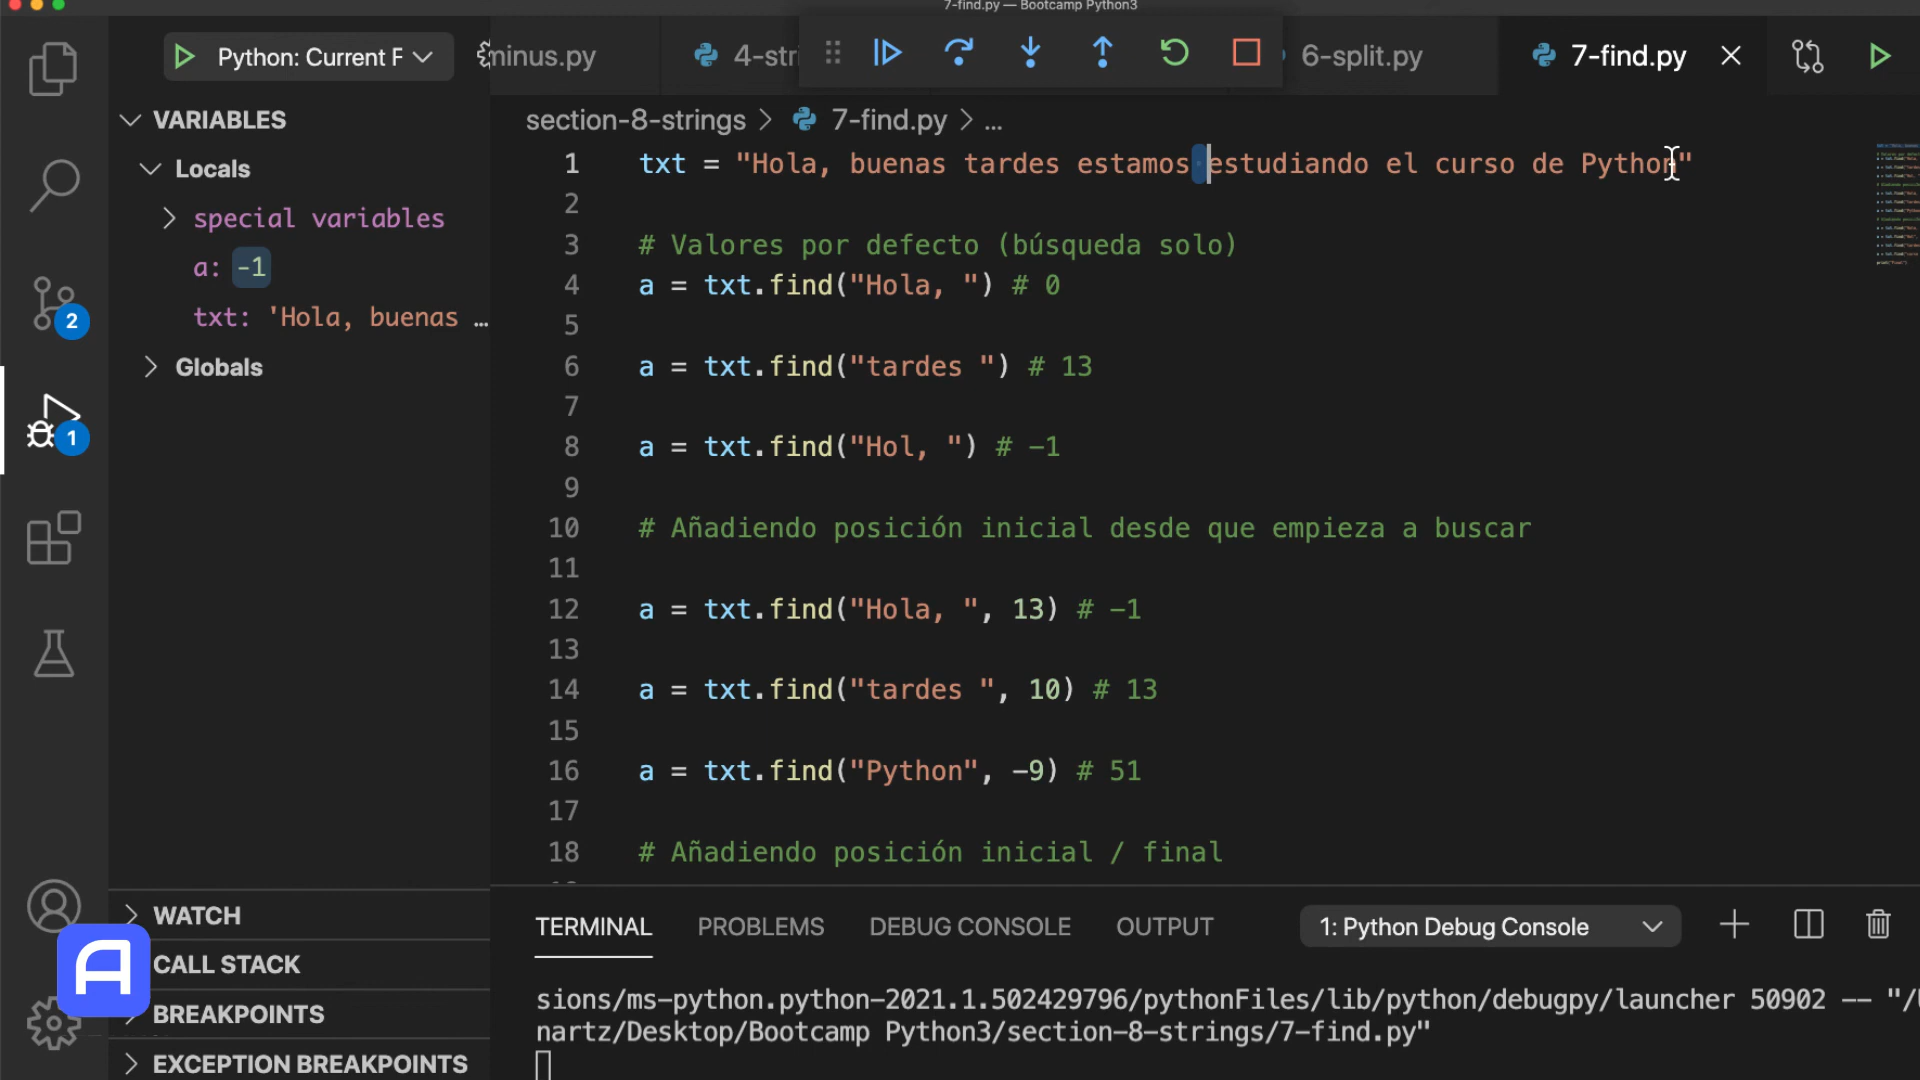 7-find.py — Bootcamp Python3
Python: Current F
minus.py
4-stri
6-split.py
7-find.py
VARIABLES
Locals
special variables
a: -1
txt: 'Hola, buenas …
Globals
2
1
section-8-strings > 7-find.py > ...
1 txt = "Hola, buenas tardes estamos estudiando el curso de Python"
2
3 # Valores por defecto (búsqueda solo)
4 a = txt.find("Hola, ") # 0
5
6 a = txt.find("tardes ") # 13
7
8 a = txt.find("Hol, ") # -1
9
10 # Añadiendo posición inicial desde que empieza a buscar
11
12 a = txt.find("Hola, ", 13) # -1
13
14 a = txt.find("tardes ", 10) # 13
15
16 a = txt.find("Python", -9) # 51
17
18 # Añadiendo posición inicial / final
WATCH
CALL STACK
BREAKPOINTS
EXCEPTION BREAKPOINTS
TERMINAL PROBLEMS DEBUG CONSOLE OUTPUT
1: Python Debug Console
sions/ms-python.python-2021.1.502429796/pythonFiles/lib/python/debugpy/launcher 50902 -- "/
nartz/Desktop/Bootcamp Python3/section-8-strings/7-find.py"